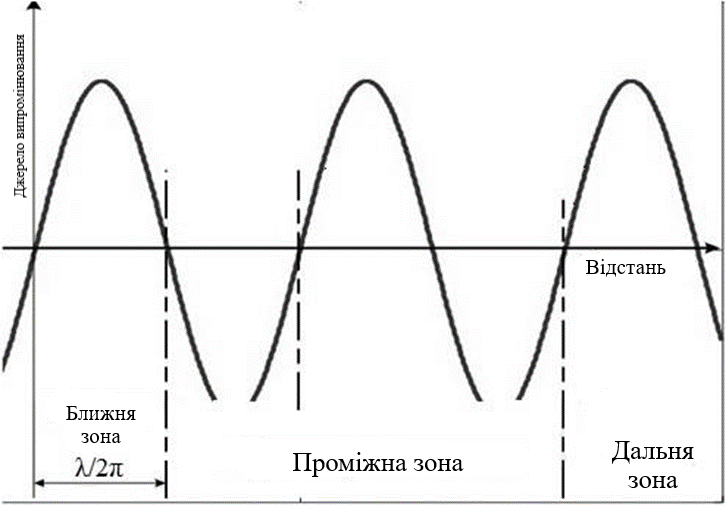 Джерело випромінювання
Відстань
Ближня
зона
λ/2π
Проміжна зона
Дальня
зона